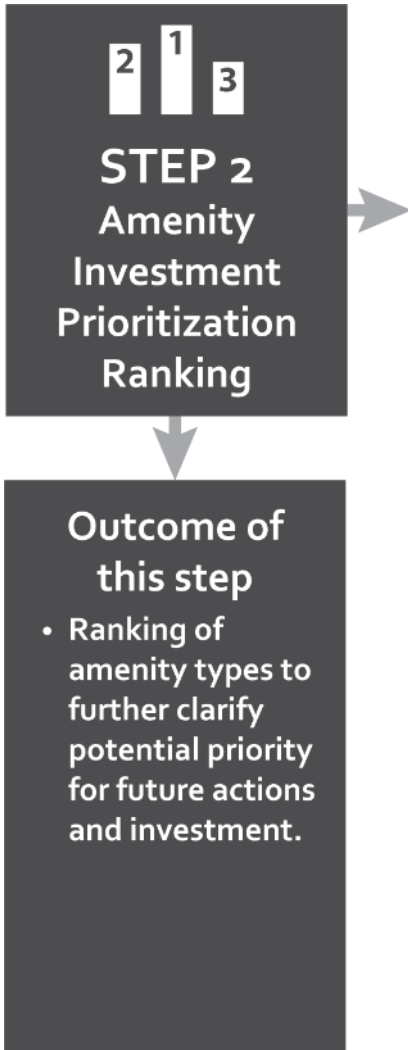 2 1 3
STEP 2
Amenity
Investment
Prioritization
Ranking
Outcome of
this step
• Ranking of
amenity types to
further clarify
potential priority
for future actions
and investment.